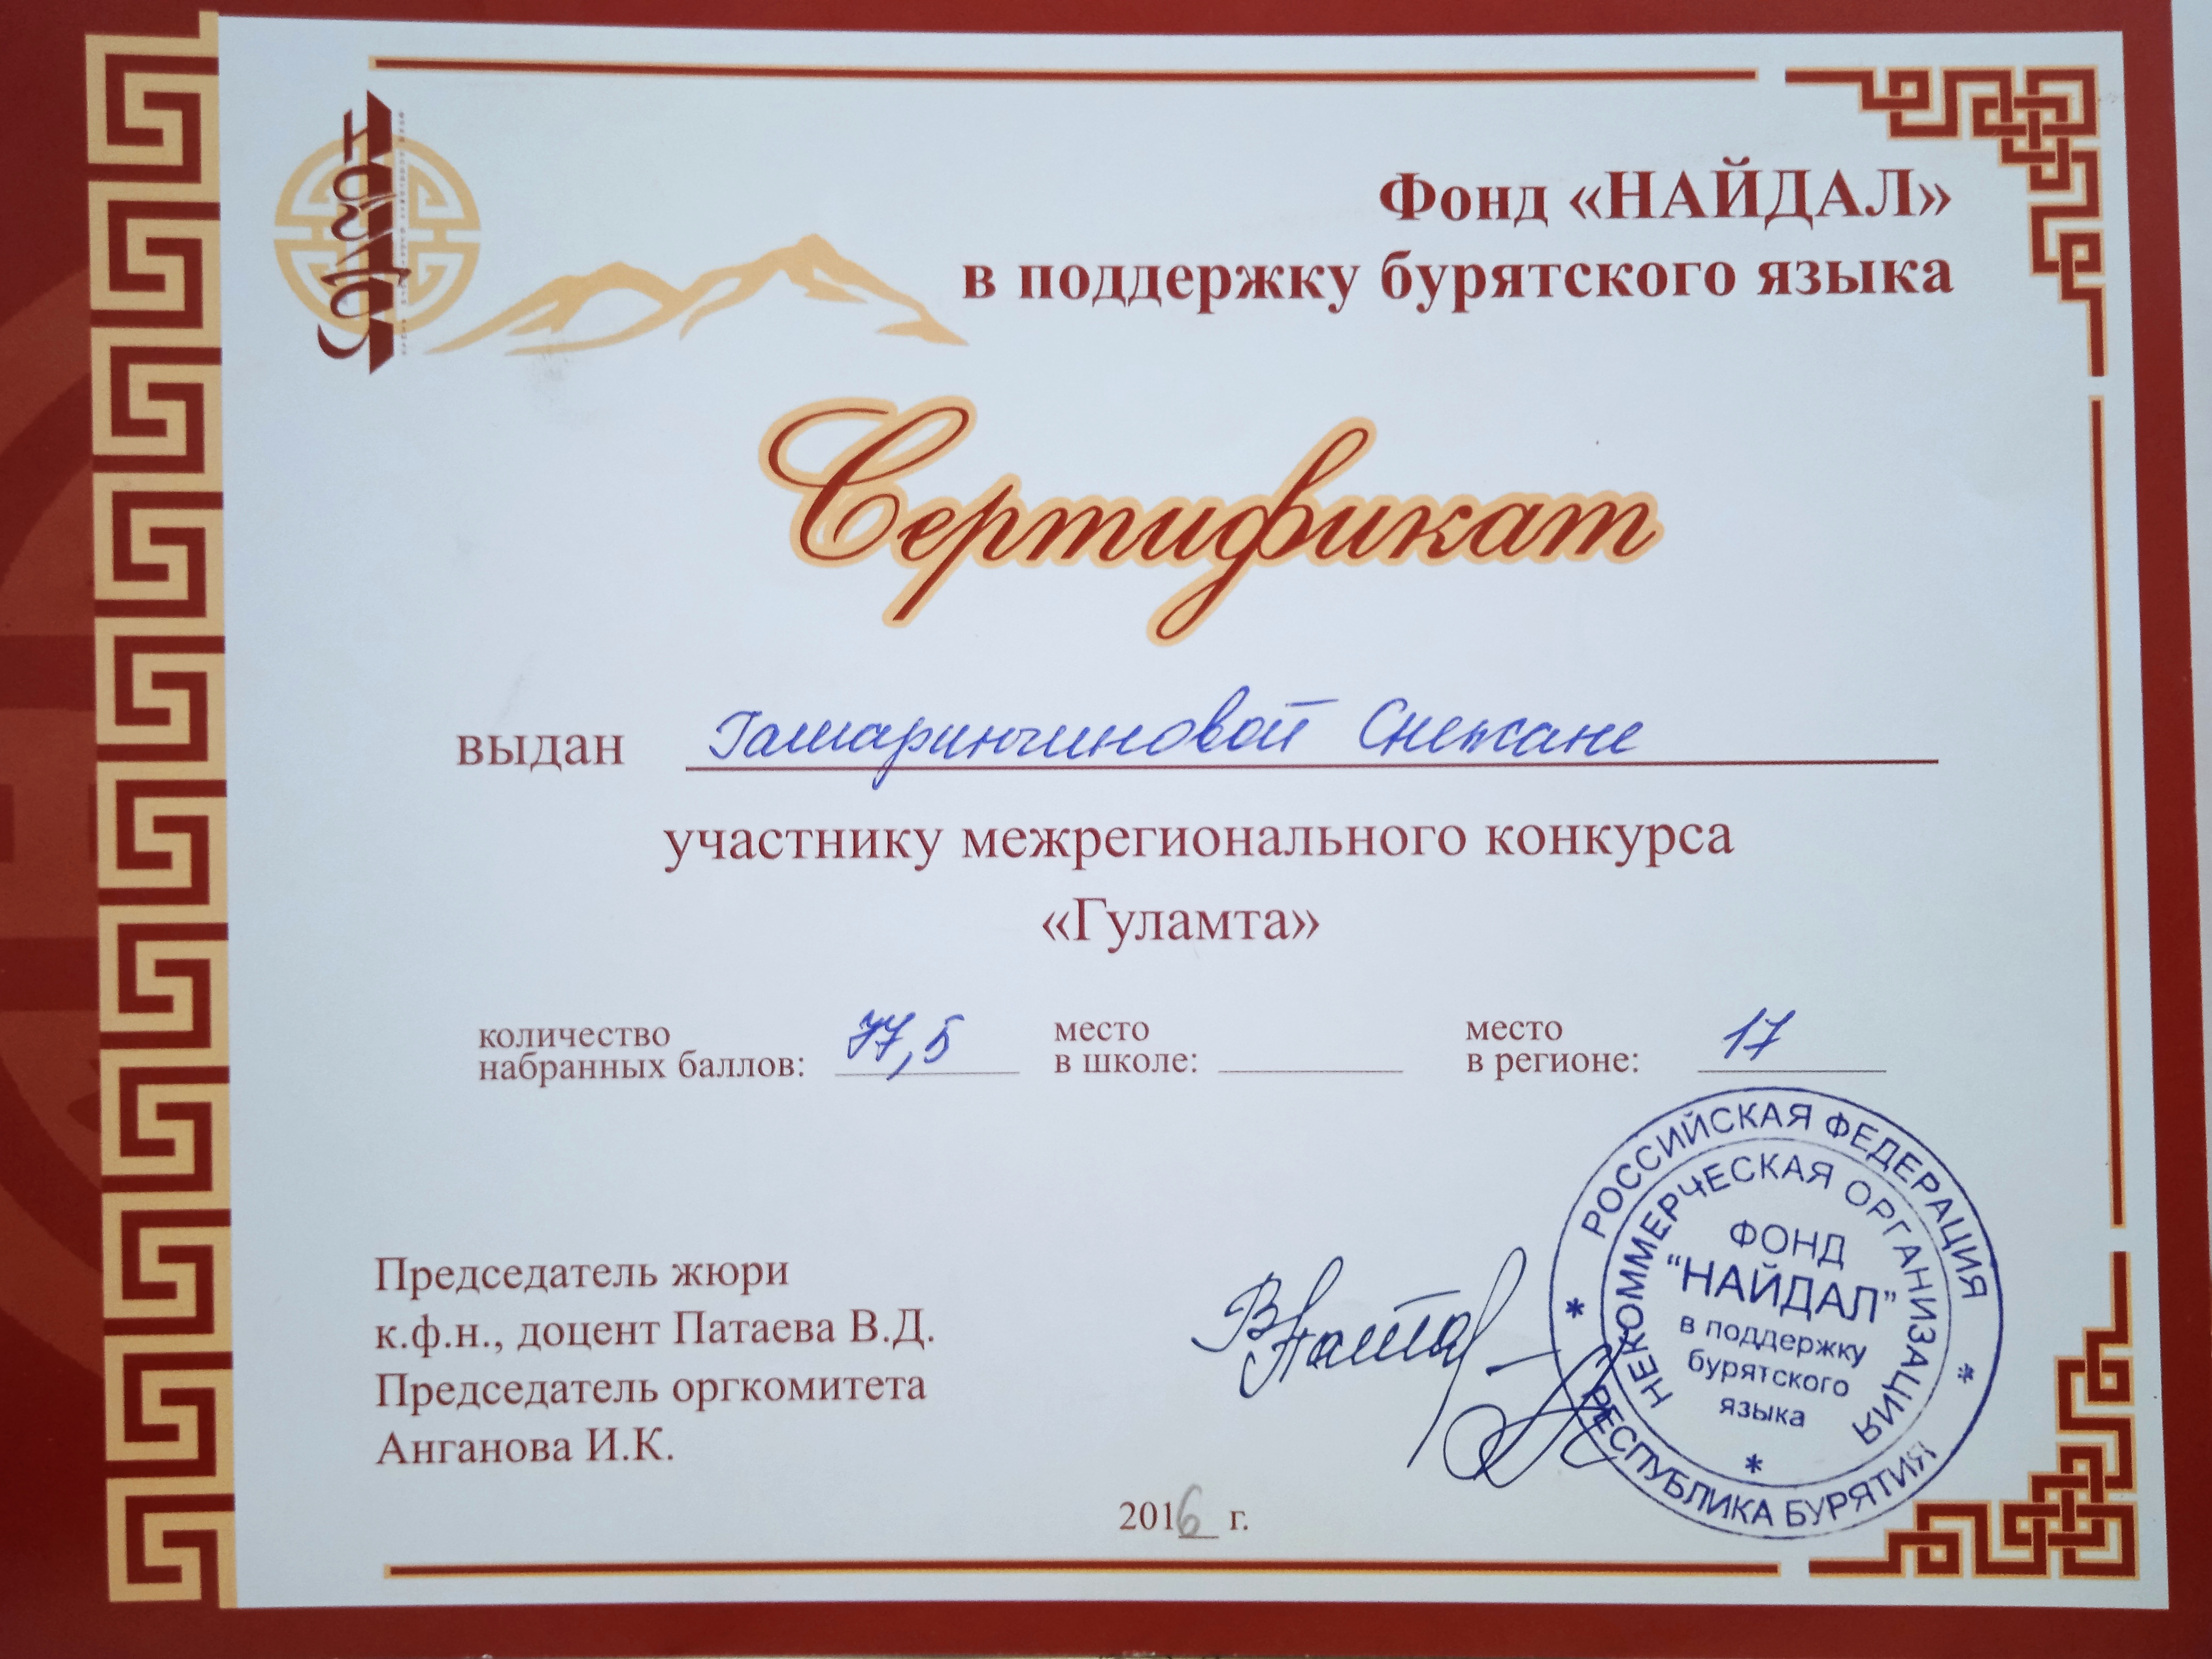 найдал
Фонд «НАЙДАЛ»
в поддержку бурятского языка
Сертификат
выдан Гашаринчиновой Снежане
участнику межрегионального конкурса
«Гуламта»
количество набранных баллов: 77,5
место в школе:
место в регионе: 17
Председатель жюри
к.ф.н., доцент Патаева В.Д.
Председатель оргкомитета
Анганова И.К.
2016 г.
РОССИЙСКАЯ ФЕДЕРАЦИЯ
РЕСПУБЛИКА БУРЯТИЯ
НЕКОММЕРЧЕСКАЯ ОРГАНИЗАЦИЯ
ФОНД
"НАЙДАЛ"
в поддержку
бурятского
языка